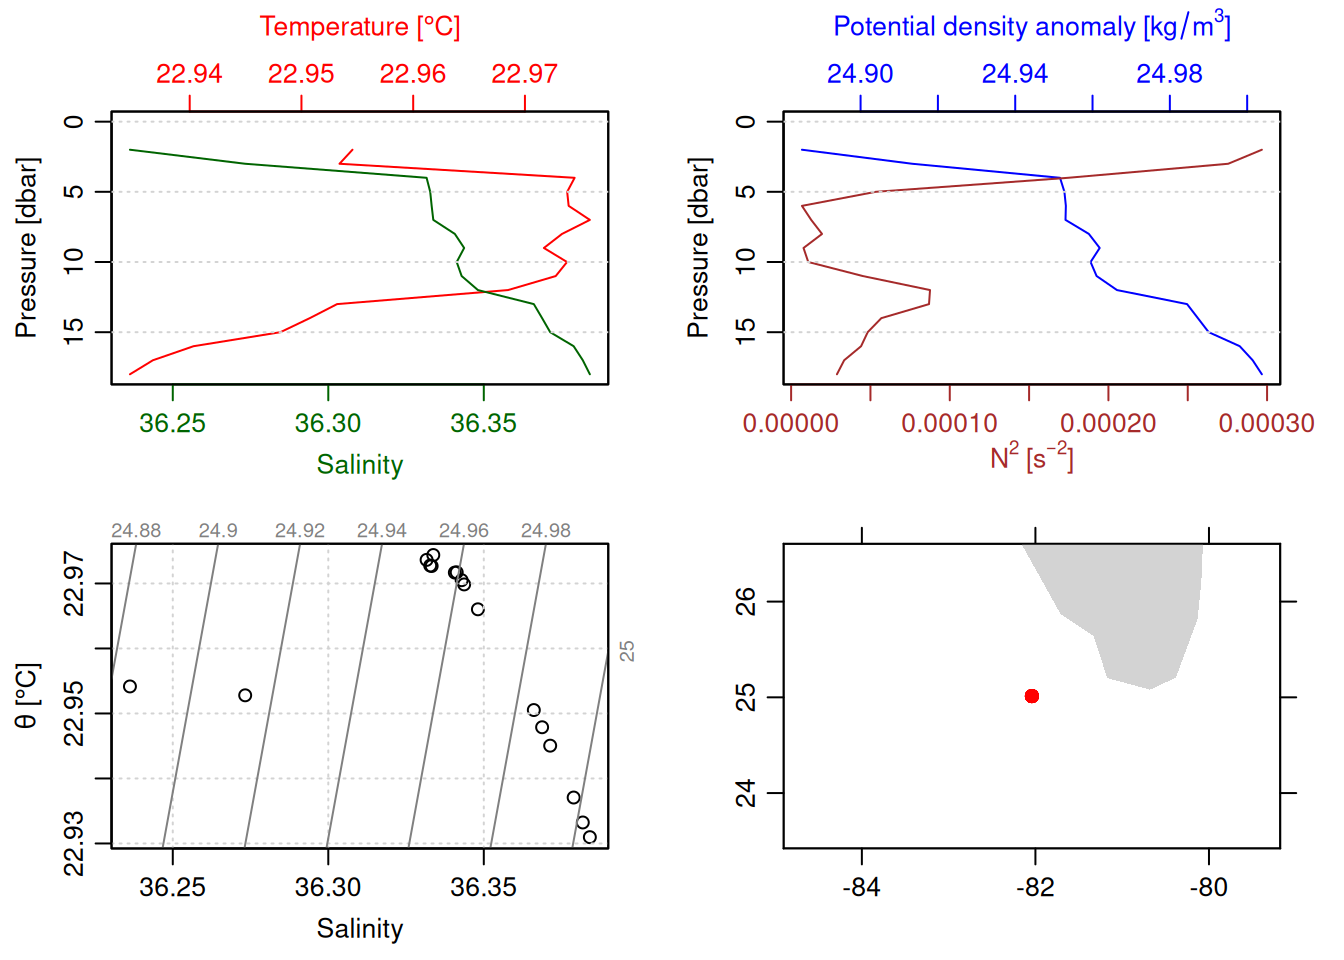 Temperature [°C]
22.94 22.95 22.96 22.97
0
5
10
15
Pressure [dbar]
36.25 36.30 36.35
Salinity
Potential density anomaly [kg/m³]
24.90 24.94 24.98
0
5
10
15
Pressure [dbar]
0.00000 0.00010 0.00020 0.00030
N² [s⁻²]
24.88 24.9 24.92 24.94 24.96 24.98
25
22.97
22.95
22.93
θ [°C]
36.25 36.30 36.35
Salinity
26
25
24
-84 -82 -80